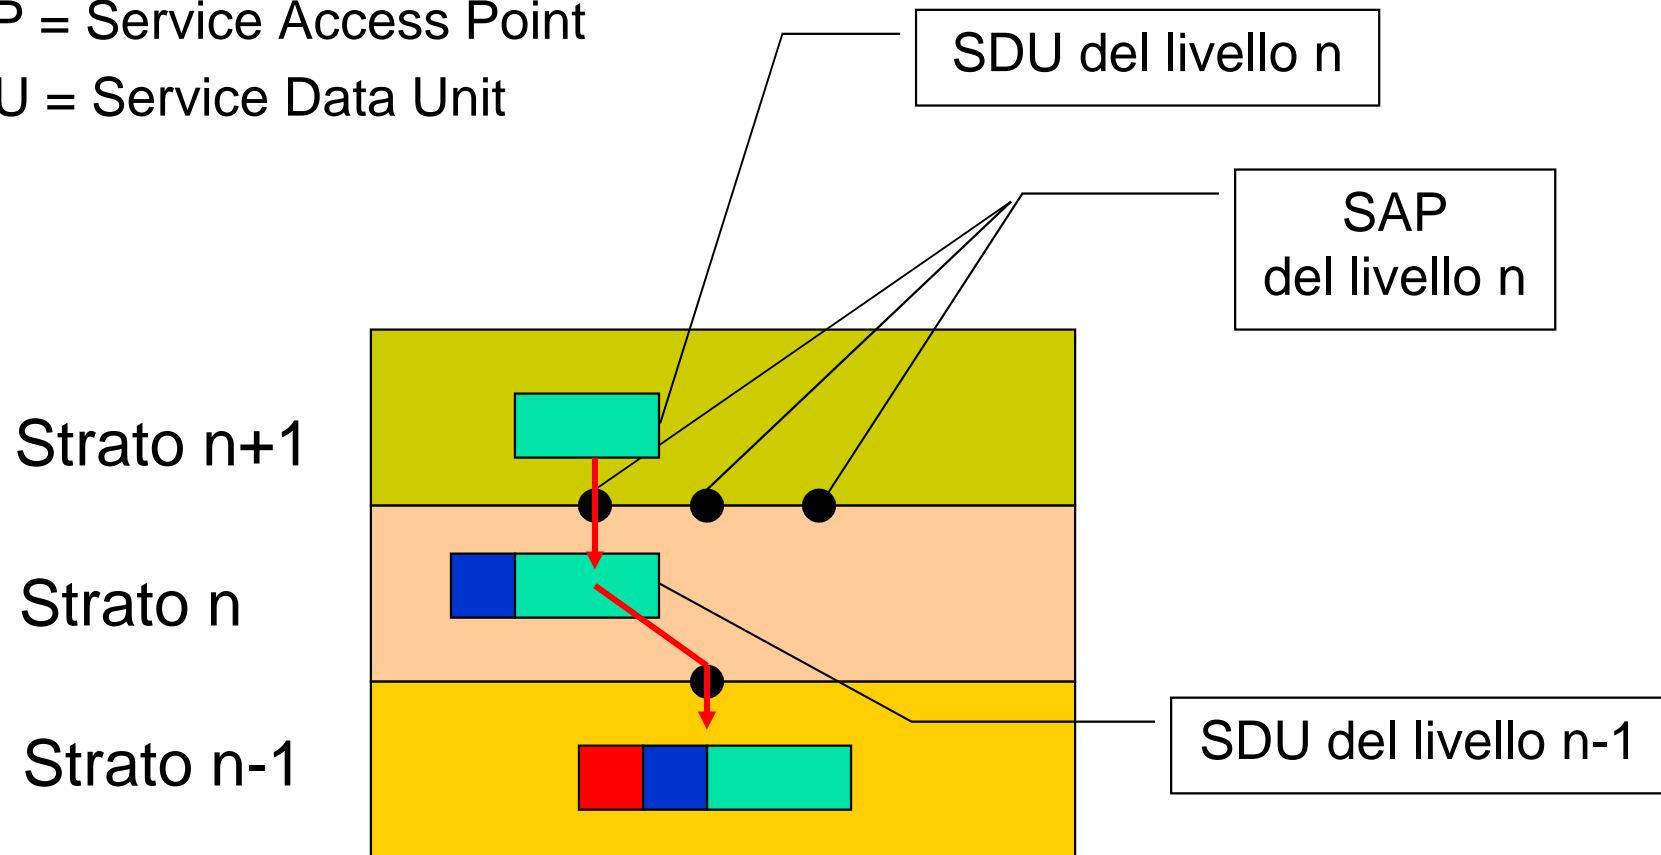 P = Service Access Point
U = Service Data Unit
SDU del livello n
SAP
del livello n
Strato n+1
Strato n
Strato n-1
SDU del livello n-1